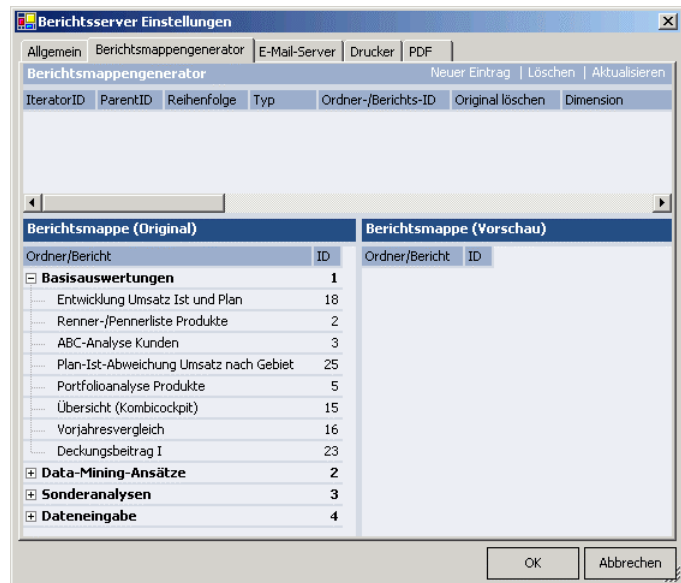 Berichtsserver Einstellungen
Allgemein Berichtsmappengenerator E-Mail-Server Drucker PDF
Berichtsmappengenerator Neuer Eintrag | Löschen | Aktualisieren
IteratorID ParentID Reihenfolge Typ Ordner-/Berichts-ID Original löschen Dimension
Berichtsmappe (Original) Berichtsmappe (Vorschau)
Ordner/Bericht ID Ordner/Bericht ID
Basisauswertungen 1
Entwicklung Umsatz Ist und Plan 18
Renner-/Pennerliste Produkte 2
ABC-Analyse Kunden 3
Plan-Ist-Abweichung Umsatz nach Gebiet 25
Portfolioanalyse Produkte 5
Übersicht (Kombicockpit) 15
Vorjahresvergleich 16
Deckungsbeitrag I 23
Data-Mining-Ansätze 2
Sonderanalysen 3
Dateneingabe 4
OK Abbrechen